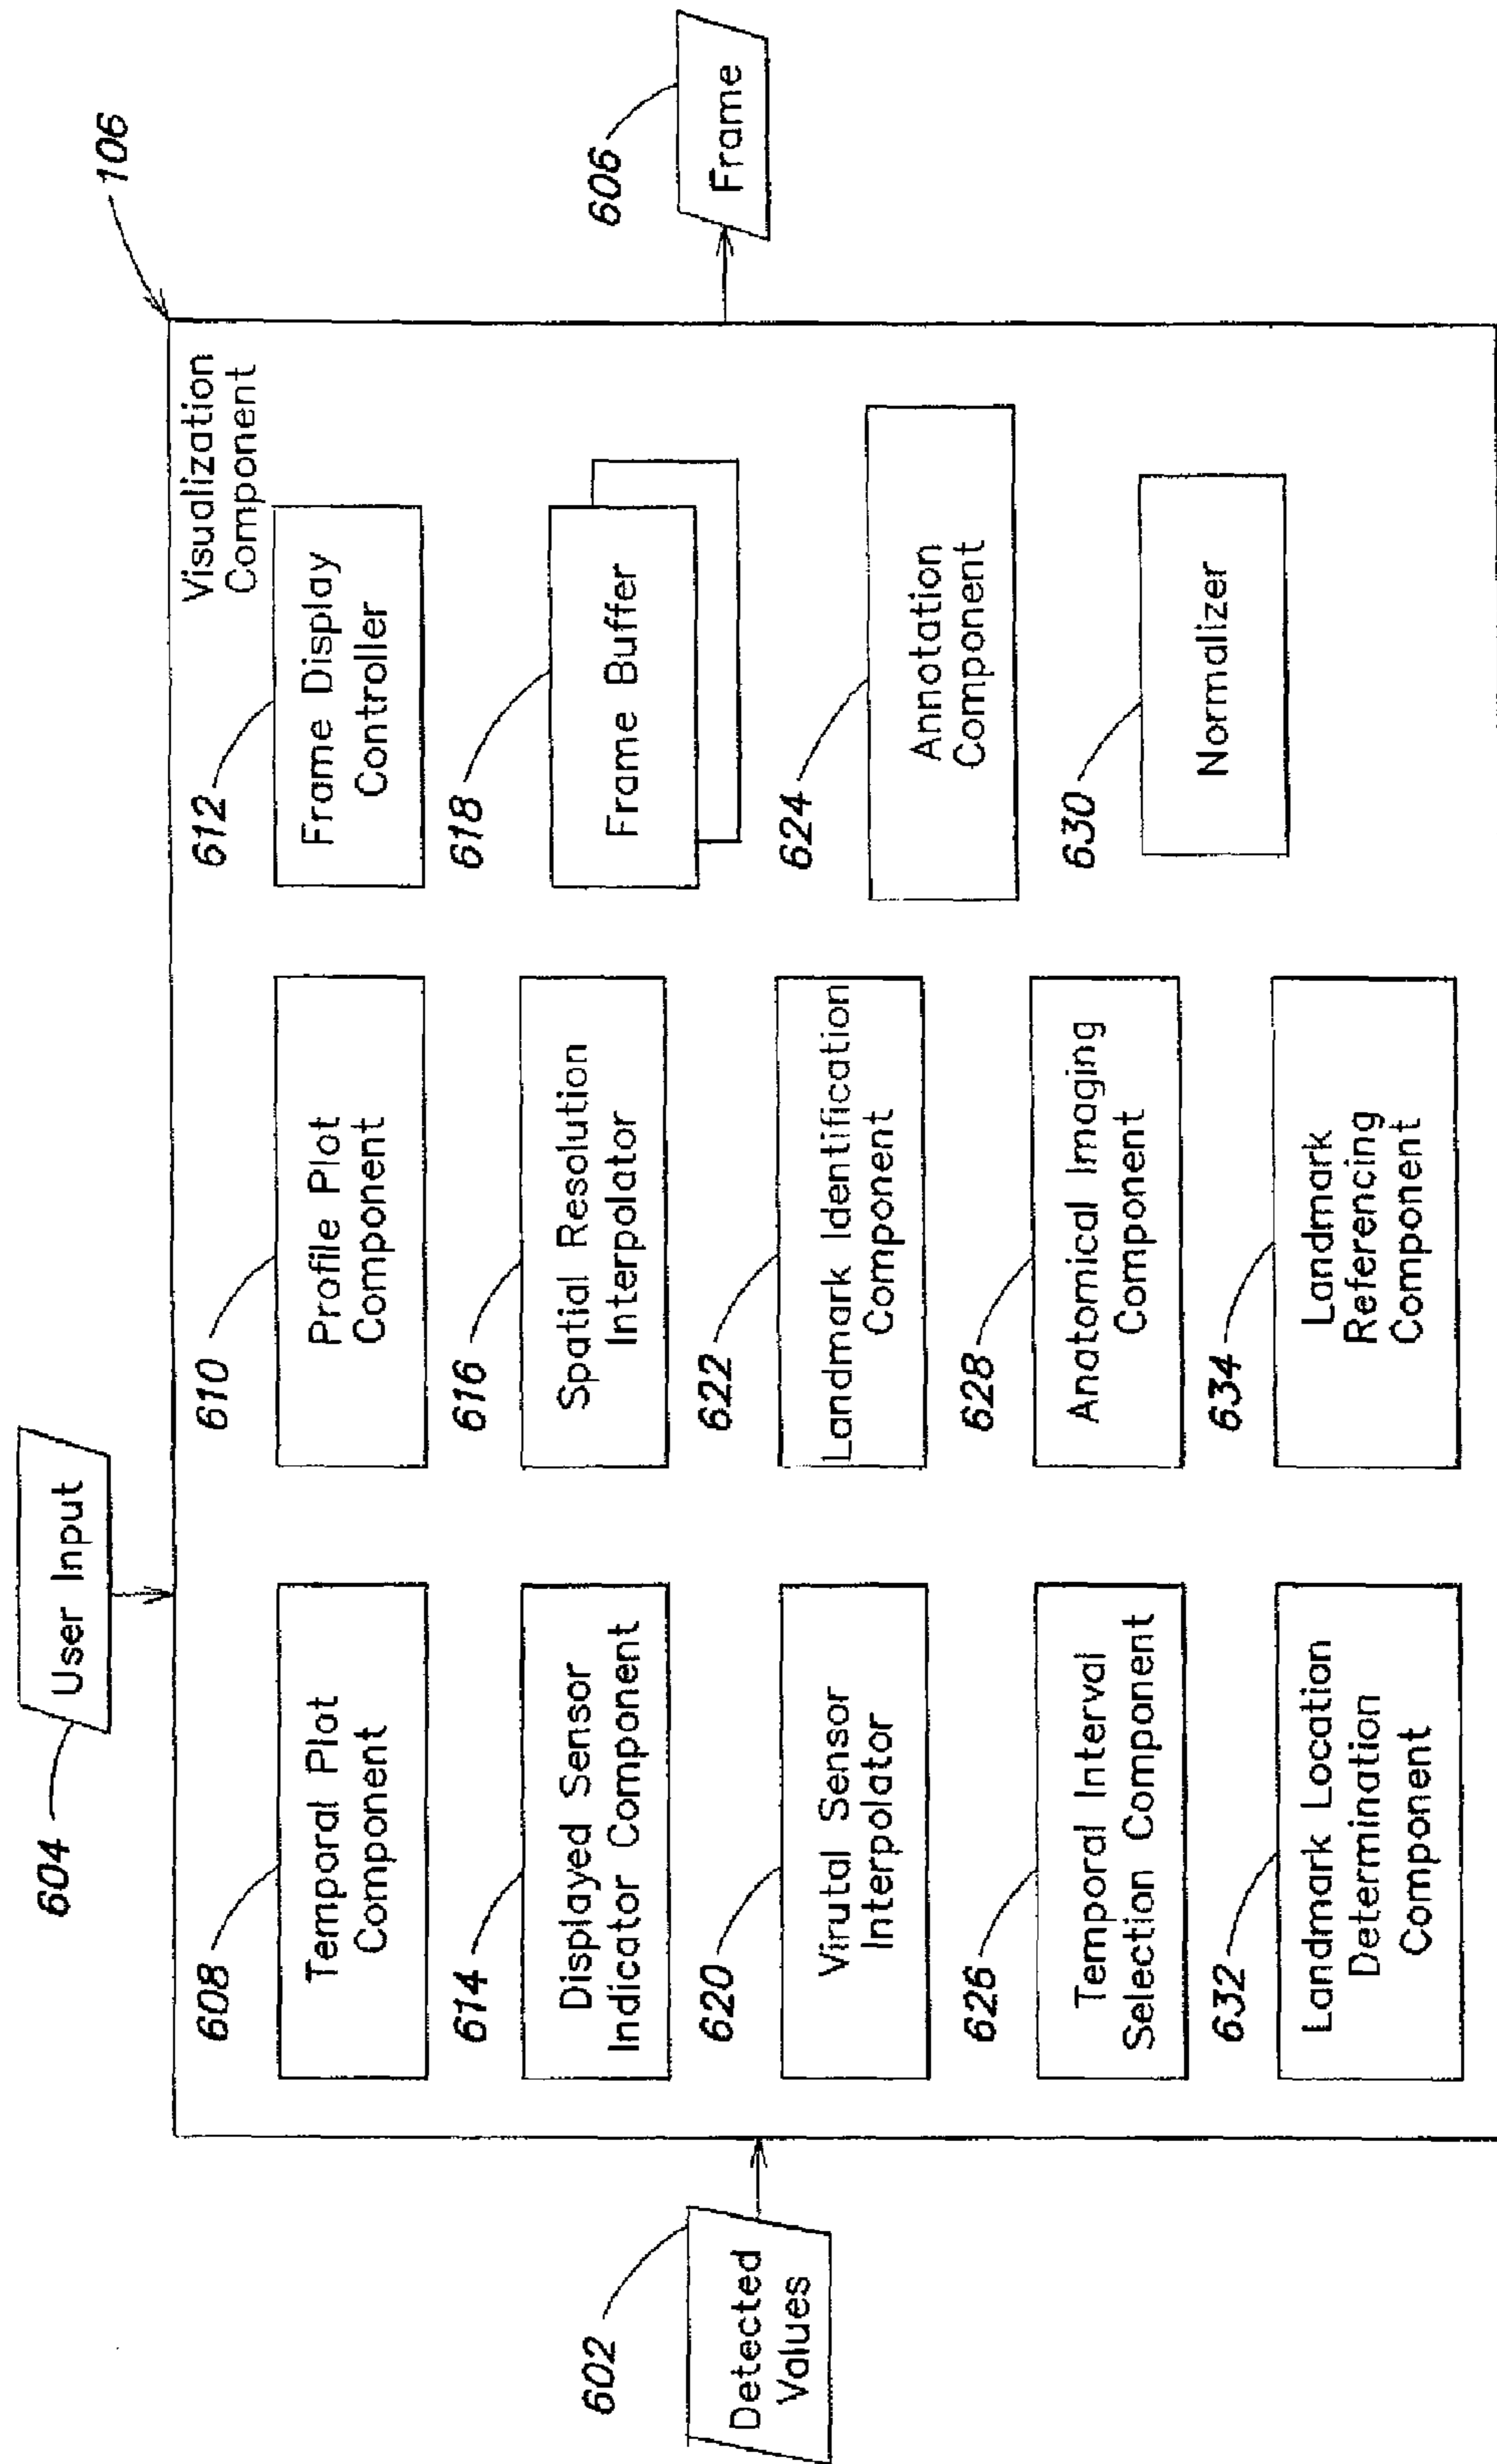 604
User Input
106
Visualization
Component
608
Temporal Plot
Component
610
Profile Plot
Component
612
Frame Display
Controller
614
Displayed Sensor
Indicator Component
616
Spatial Resolution
Interpolator
618
Frame Buffer
602
Detected
Values
606
Frame
620
Virutal Sensor
Interpolator
622
Landmark Identification
Component
624
Annotation
Component
626
Temporal Interval
Selection Component
628
Anatomical Imaging
Component
630
Normalizer
632
Landmark Location
Determination
Component
634
Landmark
Referencing
Component